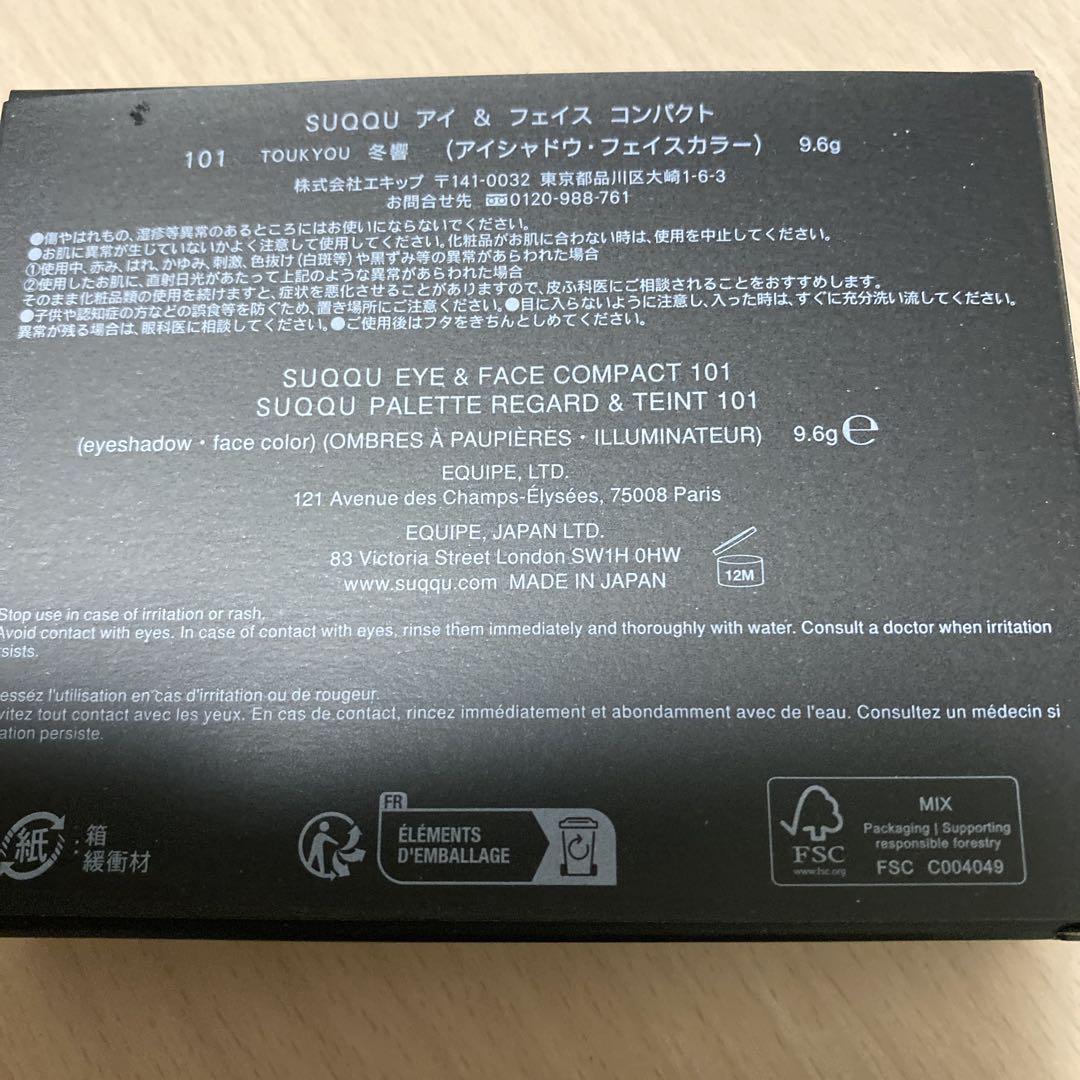 SUQQU アイ & フェイス コンパクト
101 TOUKYOU 冬響 (アイシャドウ・フェイスカラー) 9.6g
株式会社エキップ 〒141-0032 東京都品川区大崎1-6-3
お問合せ先 0120-988-761
●傷やはれもの、湿疹等異常のあるところにはお使いにならないでください。
●お肌に異常が生じていないかよく注意して使用してください。化粧品がお肌に合わない時は、使用を中止してください。
①使用中、赤み、はれ、かゆみ、刺激、色抜け(白斑等)や黒ずみ等の異常があらわれた場合
②使用したお肌に、直射日光があたって上記のような異常があらわれた場合
そのまま化粧品類の使用を続けますと、症状を悪化させることがありますので、皮ふ科医にご相談されることをおすすめします。
●子供や認知症の方などの誤食等を防ぐため、置き場所にご注意ください。●目に入らないように注意し、入った時は、すぐに充分洗い流してください。
異常が残る場合は、眼科医に相談してください。●ご使用後はフタをきちんとしめてください。
SUQQU EYE & FACE COMPACT 101
SUQQU PALETTE REGARD & TEINT 101
(eyeshadow・face color) (OMBRES À PAUPIÈRES・ILLUMINATEUR) 9.6g ℮
EQUIPE, LTD.
121 Avenue des Champs-Élysées, 75008 Paris
EQUIPE, JAPAN LTD.
83 Victoria Street London SW1H 0HW
www.suqqu.com MADE IN JAPAN
12M
Stop use in case of irritation or rash.
Avoid contact with eyes. In case of contact with eyes, rinse them immediately and thoroughly with water. Consult a doctor when irritation
sists.
essez l'utilisation en cas d'irritation ou de rougeur.
vitez tout contact avec les yeux. En cas de contact, rincez immédiatement et abondamment avec de l'eau. Consultez un médecin si
ation persiste.
紙 : 箱
緩衝材
FR
ÉLÉMENTS
D'EMBALLAGE
FSC
www.fsc.org
MIX
Packaging | Supporting
responsible forestry
FSC C004049